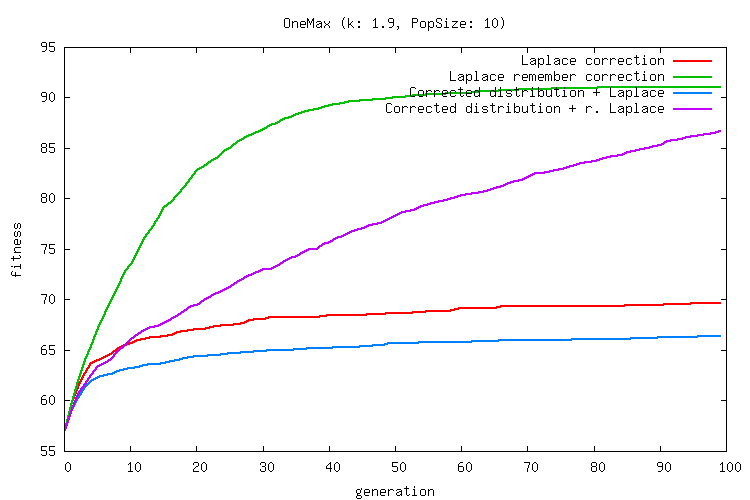 OneMax (k: 1.9, PopSize: 10)
95
90
85
80
75
70
65
60
55
fitness
Laplace correction
Laplace remember correction
Corrected distribution + Laplace
Corrected distribution + r. Laplace
0 10 20 30 40 50 60 70 80 90 100
generation